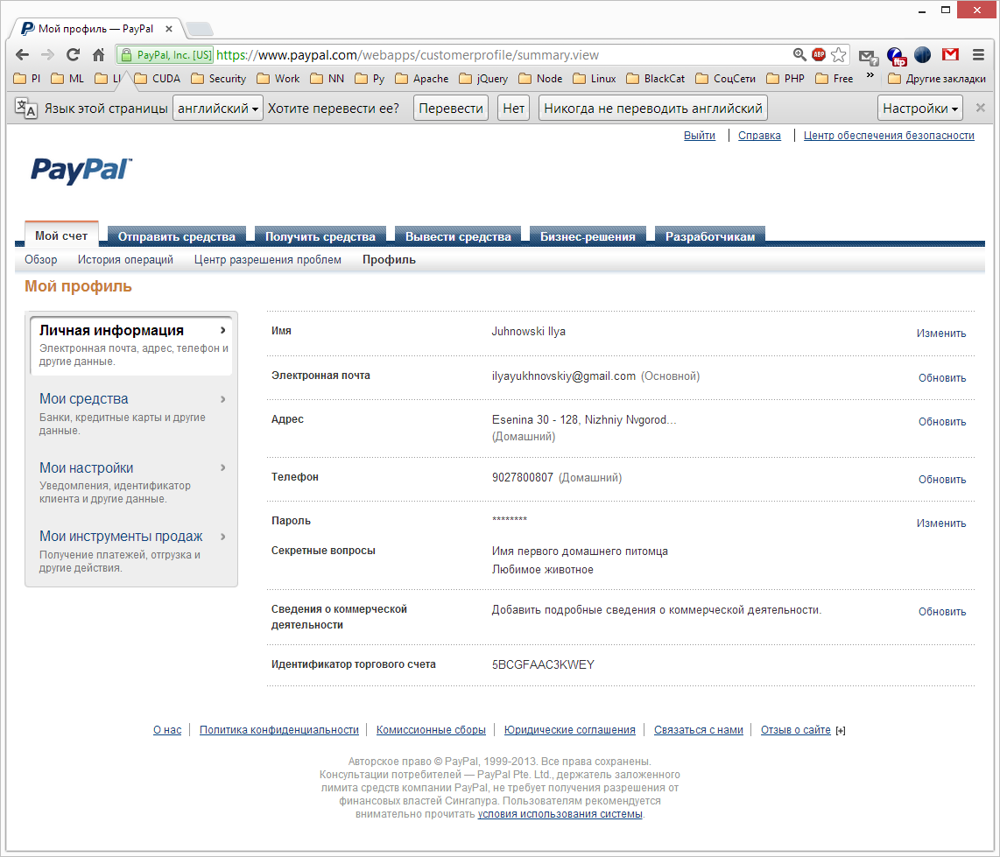 Мой профиль — PayPal
PayPal, Inc. [US] https://www.paypal.com/webapps/customerprofile/summary.view
PI ML LI CUDA Security Work NN Py Apache jQuery Node Linux BlackCat СоцСети PHP Free » Другие закладки
Язык этой страницы английский Хотите перевести ее? Перевести Нет Никогда не переводить английский Настройки
Выйти Справка Центр обеспечения безопасности
PayPal™
Мой счет Отправить средства Получить средства Вывести средства Бизнес-решения Разработчикам
Обзор История операций Центр разрешения проблем Профиль
Мой профиль
Личная информация
Электронная почта, адрес, телефон и
другие данные.
Мои средства
Банки, кредитные карты и другие
данные.
Мои настройки
Уведомления, идентификатор
клиента и другие данные.
Мои инструменты продаж
Получение платежей, отгрузка и
другие действия.
Имя Juhnowski Ilya Изменить
Электронная почта ilyayukhnovskiy@gmail.com (Основной) Обновить
Адрес Esenina 30 - 128, Nizhniy Nvgorod... Обновить
(Домашний)
Телефон 9027800807 (Домашний) Обновить
Пароль ******** Изменить
Секретные вопросы Имя первого домашнего питомца
Любимое животное
Сведения о коммерческой Добавить подробные сведения о коммерческой деятельности. Обновить
деятельности
Идентификатор торгового счета 5BCGFAAC3KWEY
О нас Политика конфиденциальности Комиссионные сборы Юридические соглашения Связаться с нами Отзыв о сайте [+]
Авторское право © PayPal, 1999-2013. Все права сохранены.
Консультации потребителей — PayPal Pte. Ltd., держатель заложенного
лимита средств компании PayPal, не требует получения разрешения от
финансовых властей Сингапура. Пользователям рекомендуется
внимательно прочитать условия использования системы.